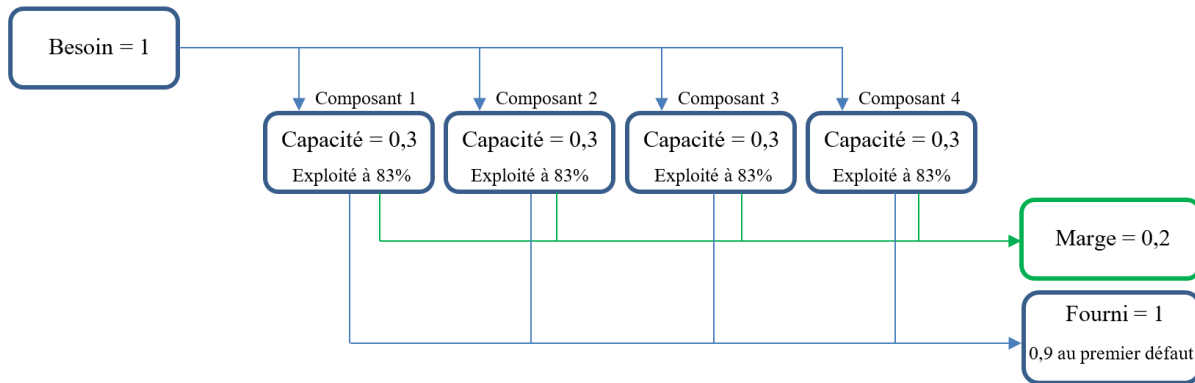 Besoin = 1
Composant 1
Composant 2
Composant 3
Composant 4
Capacité = 0,3
Exploité à 83%
Capacité = 0,3
Exploité à 83%
Capacité = 0,3
Exploité à 83%
Capacité = 0,3
Exploité à 83%
Marge = 0,2
Fourni = 1
0,9 au premier défaut